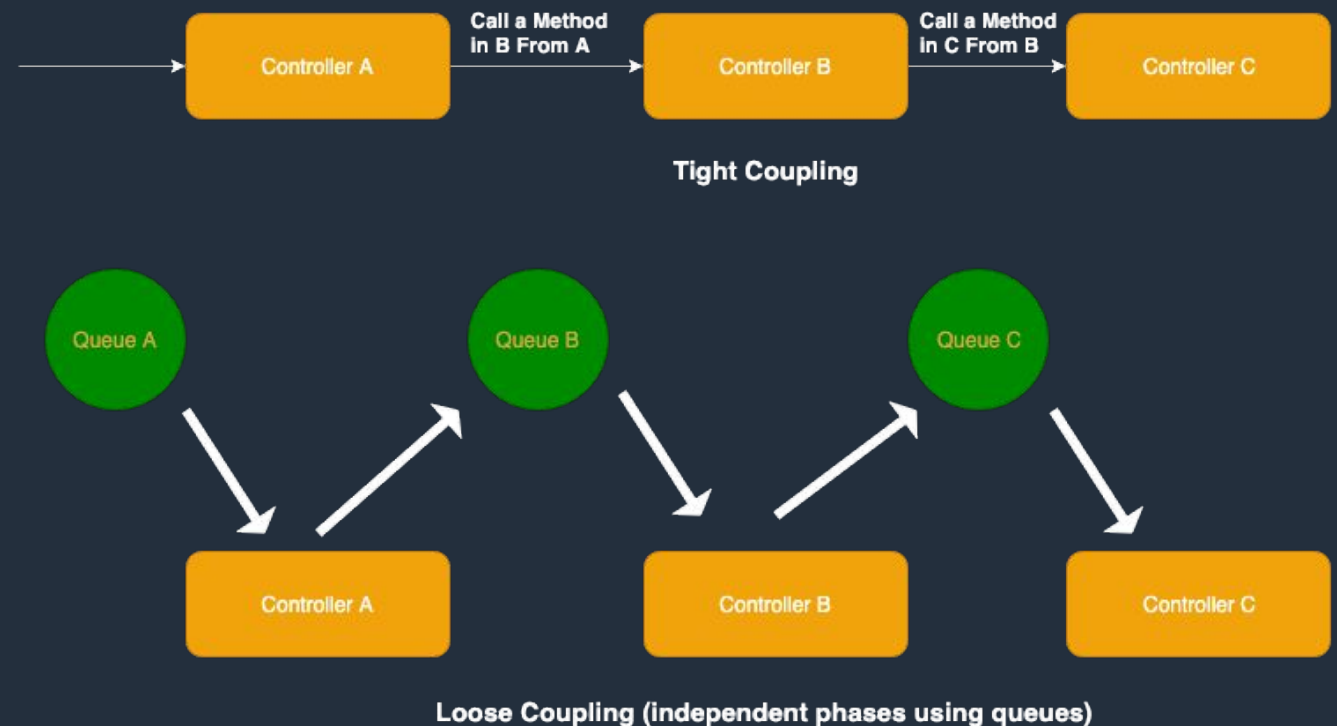 Call a Method
in B From A
Call a Method
in C From B
Controller A
Controller B
Controller C
Tight Coupling
Queue A
Queue B
Queue C
Controller A
Controller B
Controller C
Loose Coupling (independent phases using queues)